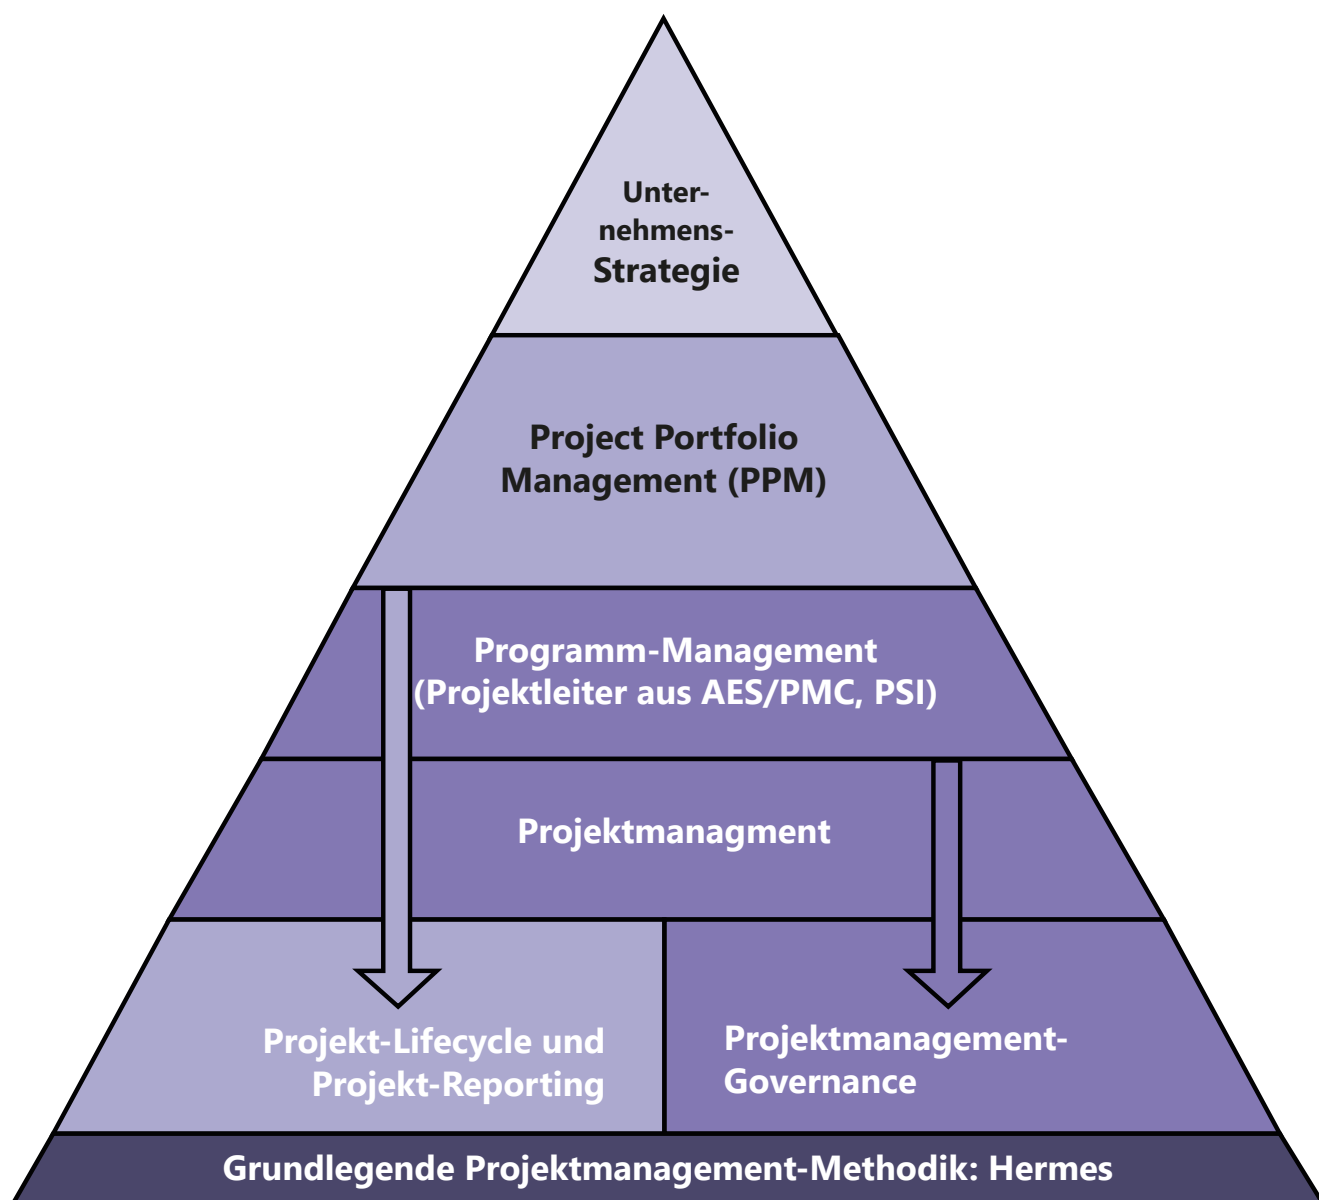 Unter-
nehmens-
Strategie
Project Portfolio
Management (PPM)
Programm-Management
(Projektleiter aus AES/PMC, PSI)
Projektmanagment
Projekt-Lifecycle und
Projekt-Reporting
Projektmanagement-
Governance
Grundlegende Projektmanagement-Methodik: Hermes